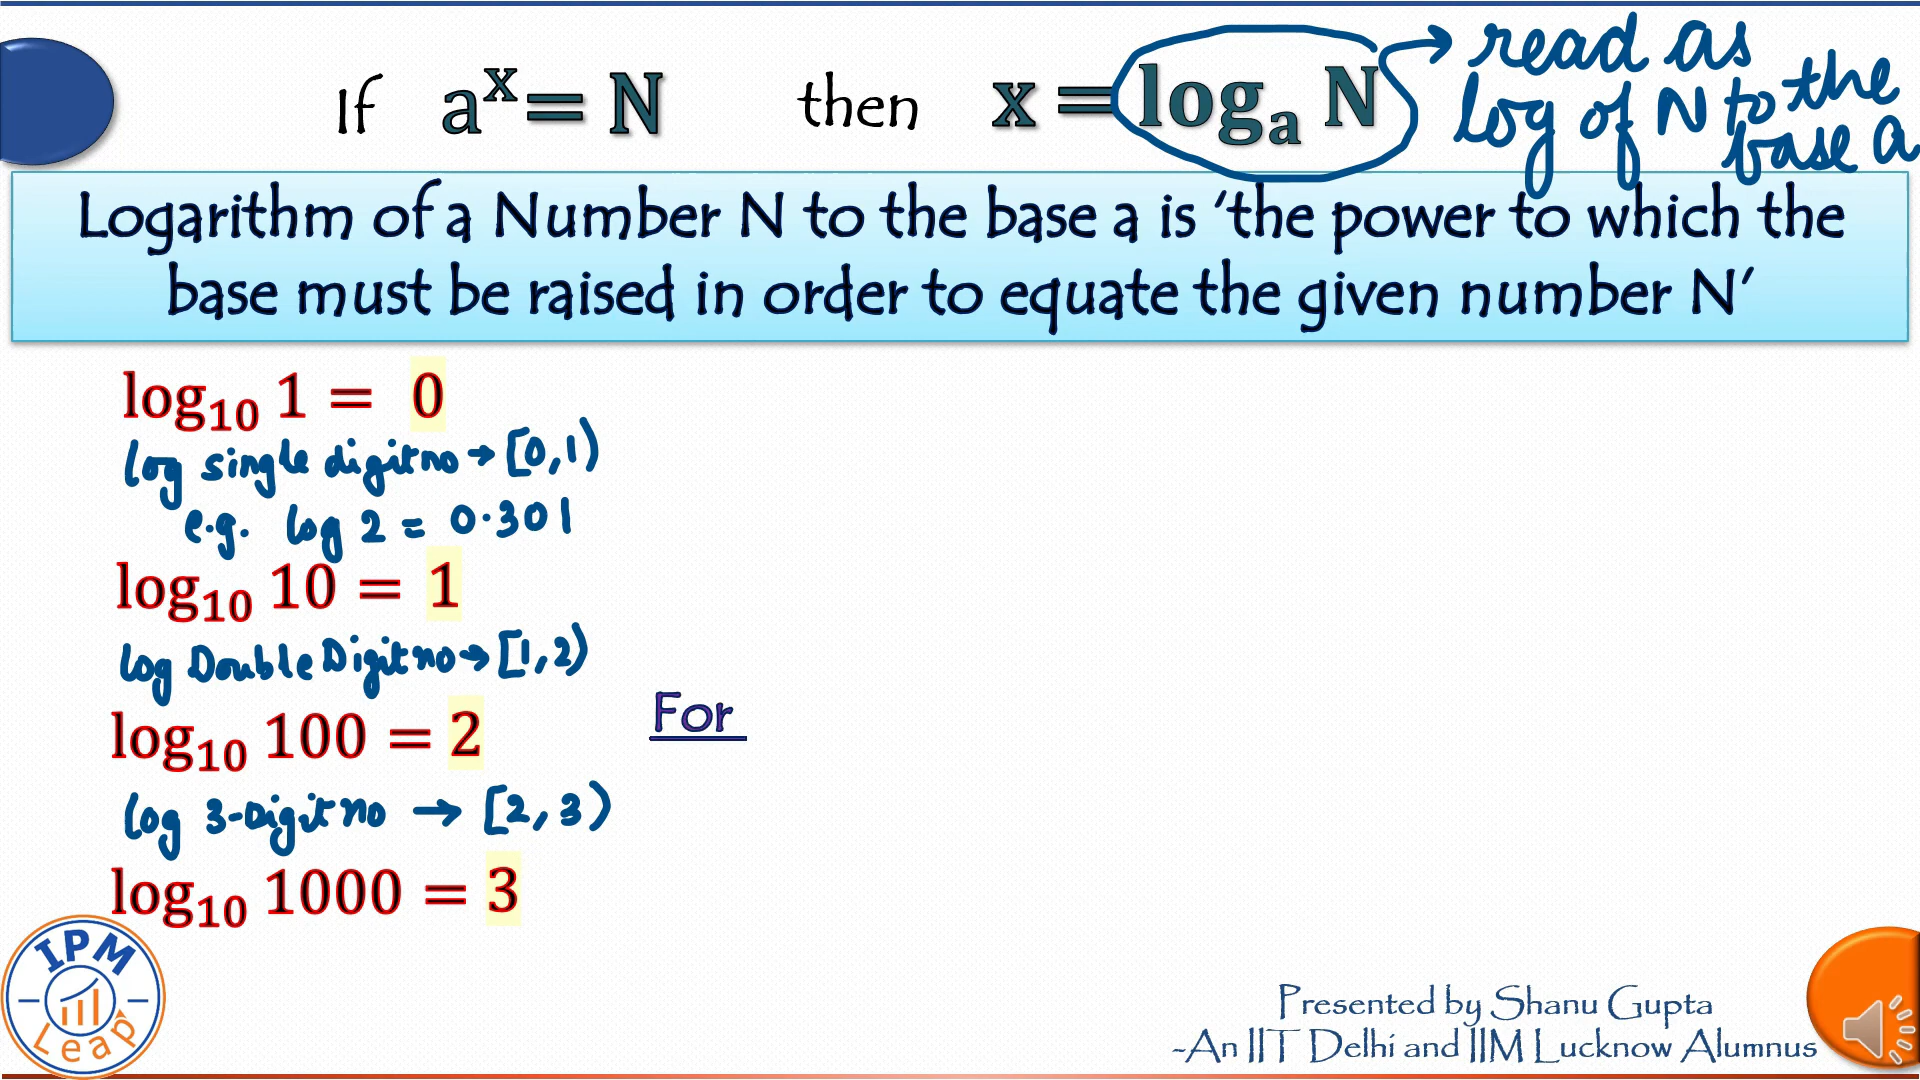 If aˣ = N then x = logₐ N
read as
log of N to the
base a
Logarithm of a Number N to the base a is ‘the power to which the
base must be raised in order to equate the given number N’
log₁₀ 1 = 0
log single digit no → [0,1)
e.g. log 2 = 0.301
log₁₀ 10 = 1
log Double Digit no → [1,2)
log₁₀ 100 = 2
For
log 3-Digit no → [2,3)
log₁₀ 1000 = 3
IPM
Leap
Presented by Shanu Gupta
-An IIT Delhi and IIM Lucknow Alumnus